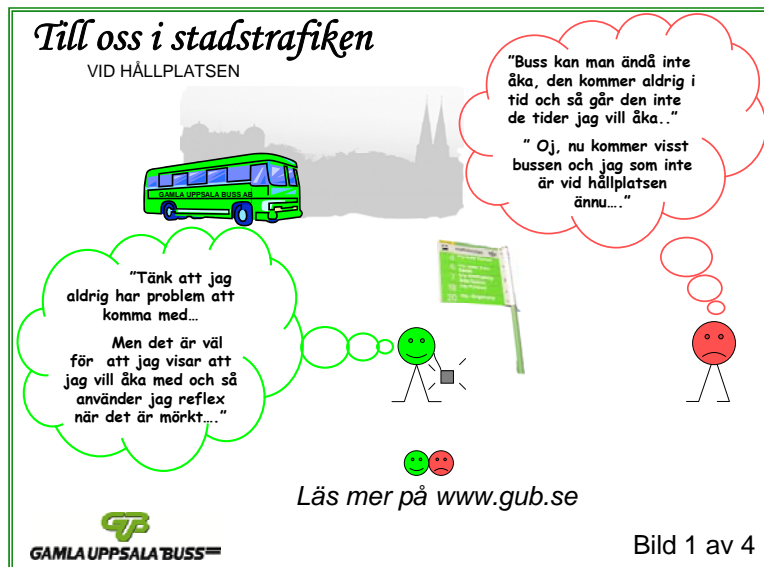 Till oss i stadstrafiken
VID HÅLLPLATSEN
"Buss kan man ändå inte
åka, den kommer aldrig i
tid och så går den inte
de tider jag vill åka.."
" Oj, nu kommer visst
bussen och jag som inte
är vid hållplatsen
ännu…."
GAMLA UPPSALA BUSS AB
"Tänk att jag
aldrig har problem att
komma med…
Men det är väl
för att jag visar att
jag vill åka med och så
använder jag reflex
när det är mörkt…."
Läs mer på www.gub.se
GUB
GAMLA UPPSALA BUSS
Bild 1 av 4